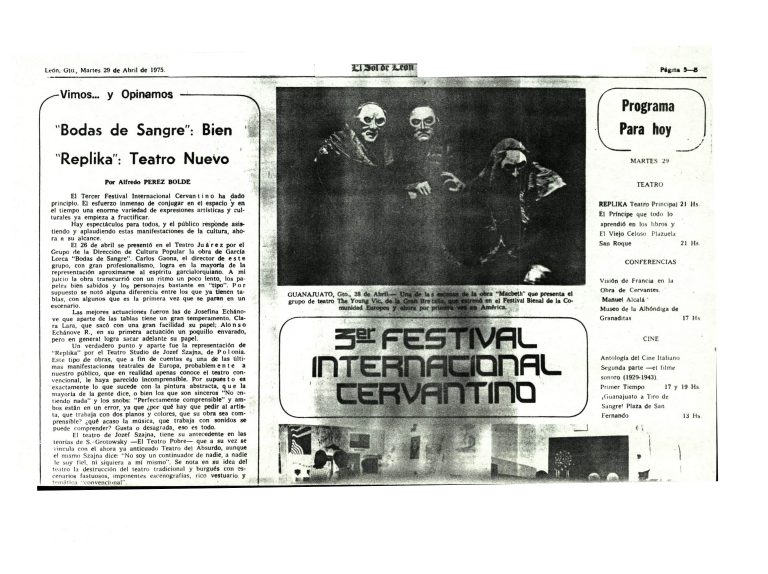 León, Gto., Martes 29 de Abril de 1975.
El Sol de León
Página 5—B
Vimos... y Opinamos
"Bodas de Sangre": Bien
"Replika": Teatro Nuevo
Por Alfredo PEREZ BOLDE
El Tercer Festival Internacional Cervantino ha dado
principio. El esfuerzo inmenso de conjugar en el espacio y en
el tiempo una enorme variedad de expresiones artísticas y cul-
turales ya empieza a fructificar.
Hay espectáculos para todos, y el público responde asis-
tiendo y aplaudiendo estas manifestaciones de la cultura, aho-
ra a su alcance.
El 26 de abril se presentó en el Teatro Juárez por el
Grupo de la Dirección de Cultura Popular la obra de García
Lorca "Bodas de Sangre". Carlos Gaona, el director de este
grupo, con gran profesionalismo, logra en la mayoría de la
representación aproximarse al espíritu garcialorquiano. A mi
juicio la obra transcurrió con un ritmo un poco lento, los pa-
peles bien sabidos y los personajes bastante en "tipo". Por
supuesto se notó alguna diferencia entre los que ya tienen ta-
blas, con algunos que es la primera vez que se paran en un
escenario.
Las mejores actuaciones fueron las de Josefina Echáno-
ve que aparte de las tablas tiene un gran temperamento. Cla-
ra Lara, que sacó con una gran facilidad su papel; Alonso
Echánove R., en su primera actuación un poquillo envarado,
pero en general logra sacar adelante su papel.
Un verdadero punto y aparte fue la representación de
"Replika" por el Teatro Studio de Jozef Szajna, de Polonia.
Este tipo de obras, que a fin de cuentas es una de las últi-
mas manifestaciones teatrales de Europa, probablemente a
nuestro público, que en realidad apenas conoce el teatro con-
vencional, le haya parecido incomprensible. Por supuesto es
exactamente lo que sucede con la pintura abstracta, que la
mayoría de la gente dice, o bien los que son sinceros "No en-
tiendo nada" y los snobs: "Perfectamente comprensible" y am-
bos están en un error, ya que ¿por qué hay que pedir al artis-
ta, que trabaja con dos planos y colores, que su obra sea com-
prensible? ¿qué acaso la música, que trabaja con sonidos se
puede comprender? Gusta o desagrada, eso es todo.
El teatro de Jozef Szajna, tiene su antecedente en las
teorías de S.-Grotowsky —El Teatro Pobre— que a su vez se
vincula con el ahora ya anticuado Teatro del Absurdo, aunque
el mismo Szajna dice: "No soy un continuador de nadie, a nadie
le soy fiel, ni siquiera a mí mismo". Se nota en su idea del
teatro la destrucción del teatro tradicional y burgués con es-
cenarios fastuosos, imponentes escenografías, rico vestuario y
temática "convencional".
GUANAJUATO, Gto., 28 de Abril.— Una de las escenas de la obra "Macbeth" que presenta el
grupo de teatro The Young Vic, de la Gran Bretaña, que estrenó en el Festival Bienal de la Co-
munidad Europea y ahora por primera vez en América.
3er FESTIVAL
INTERNACIONAL
CERVANTINO
Programa
Para hoy
MARTES 29
TEATRO
REPLIKA Teatro Principal 21 Hs.
El Príncipe que todo lo
aprendió en los libros y
El Viejo Celoso. Plazuela
San Roque 21 Hs.
CONFERENCIAS
Visión de Francia en la
Obra de Cervantes.
Manuel Alcalá
Museo de la Alhóndiga de
Granaditas 17 Hs
CINE
Antología del Cine Italiano
Segunda parte —el filme
sonoro (1929-1943).
Primer Tiempo 17 y 19 Hs.
¡Guanajuato a Tiro de
Sangre! Plaza de San
Fernando 13 Hs.